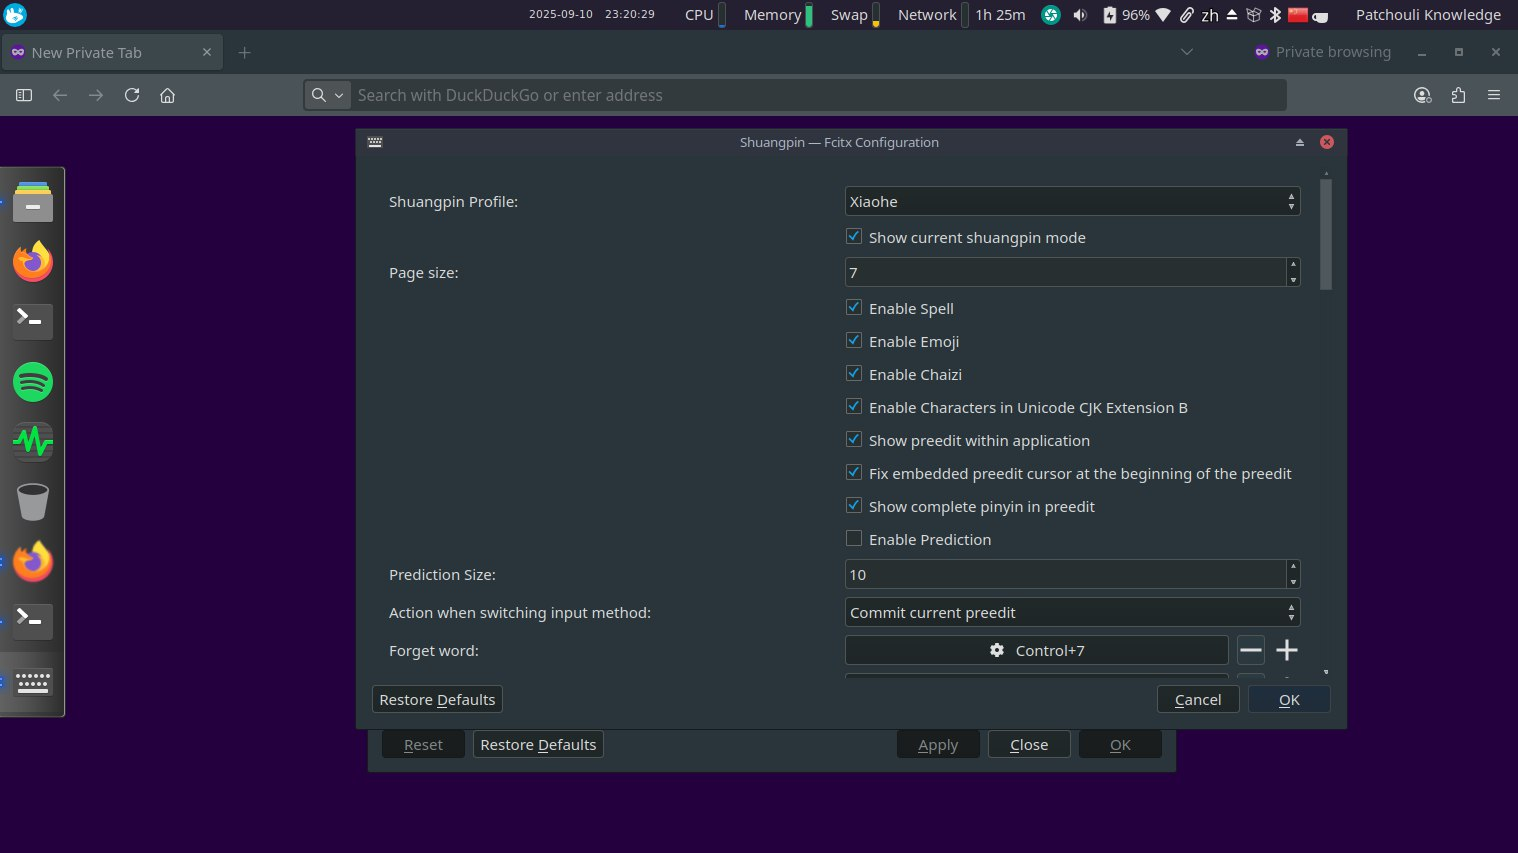 2025-09-10 23:20:29 CPU Memory Swap Network 1h 25m 96% zh Patchouli Knowledge
New Private Tab Private browsing
Search with DuckDuckGo or enter address
Shuangpin — Fcitx Configuration
Shuangpin Profile: Xiaohe
Show current shuangpin mode
Page size: 7
Enable Spell
Enable Emoji
Enable Chaizi
Enable Characters in Unicode CJK Extension B
Show preedit within application
Fix embedded preedit cursor at the beginning of the preedit
Show complete pinyin in preedit
Enable Prediction
Prediction Size: 10
Action when switching input method: Commit current preedit
Forget word: Control+7
Restore Defaults Cancel OK
Reset Restore Defaults Apply Close OK